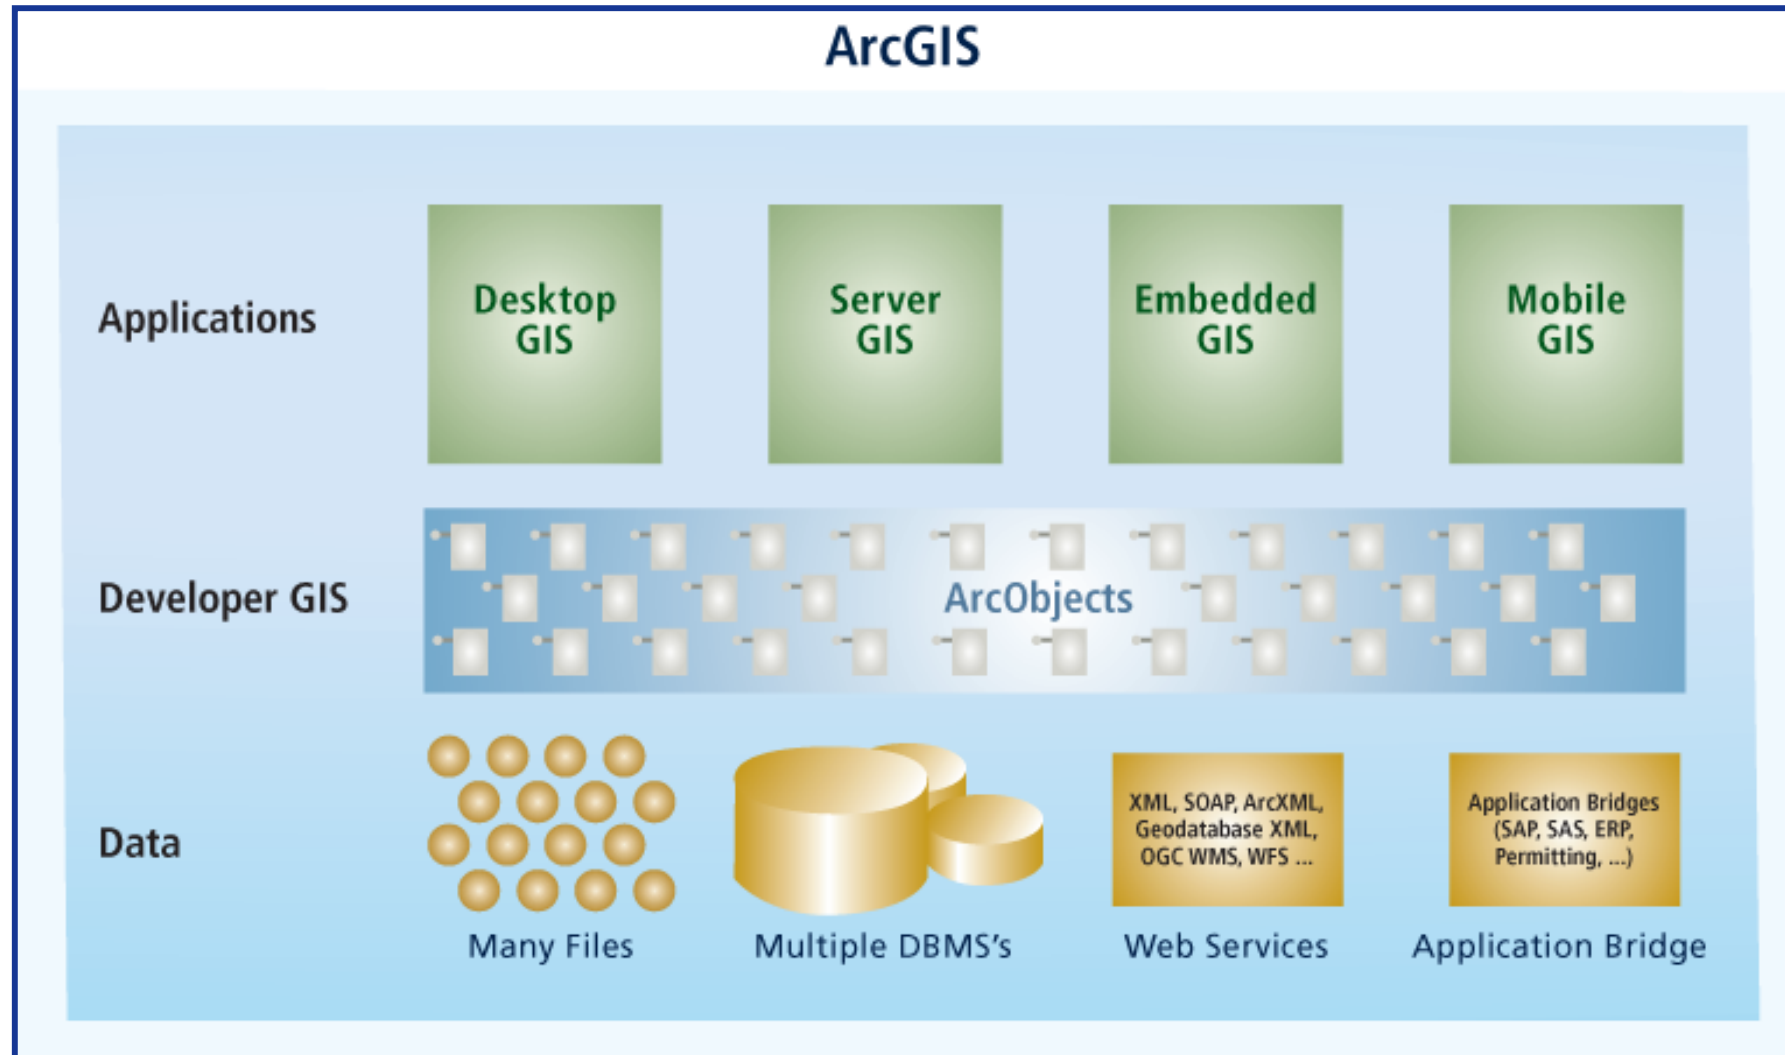 ArcGIS
Applications
Desktop
GIS
Server
GIS
Embedded
GIS
Mobile
GIS
Developer GIS
ArcObjects
Data
XML, SOAP, ArcXML,
Geodatabase XML,
OGC WMS, WFS ...
Application Bridges
(SAP, SAS, ERP,
Permitting, ...)
Many Files
Multiple DBMS's
Web Services
Application Bridge